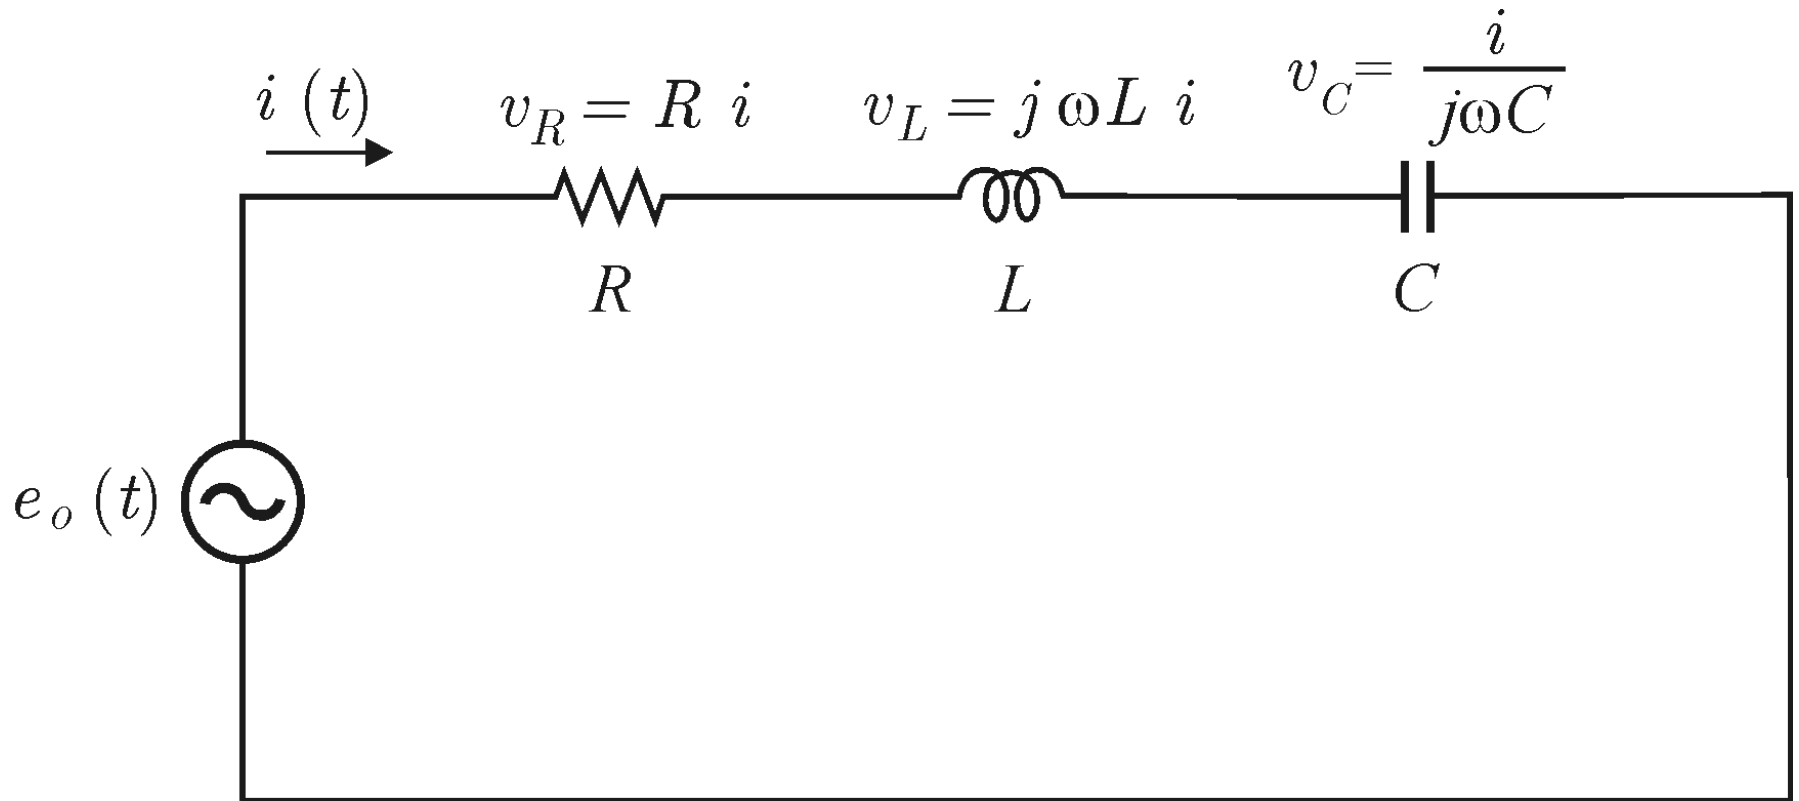 i (t)
v_R = R i
v_L = j ωL i
v_C = i / jωC
R
L
C
e_o (t)